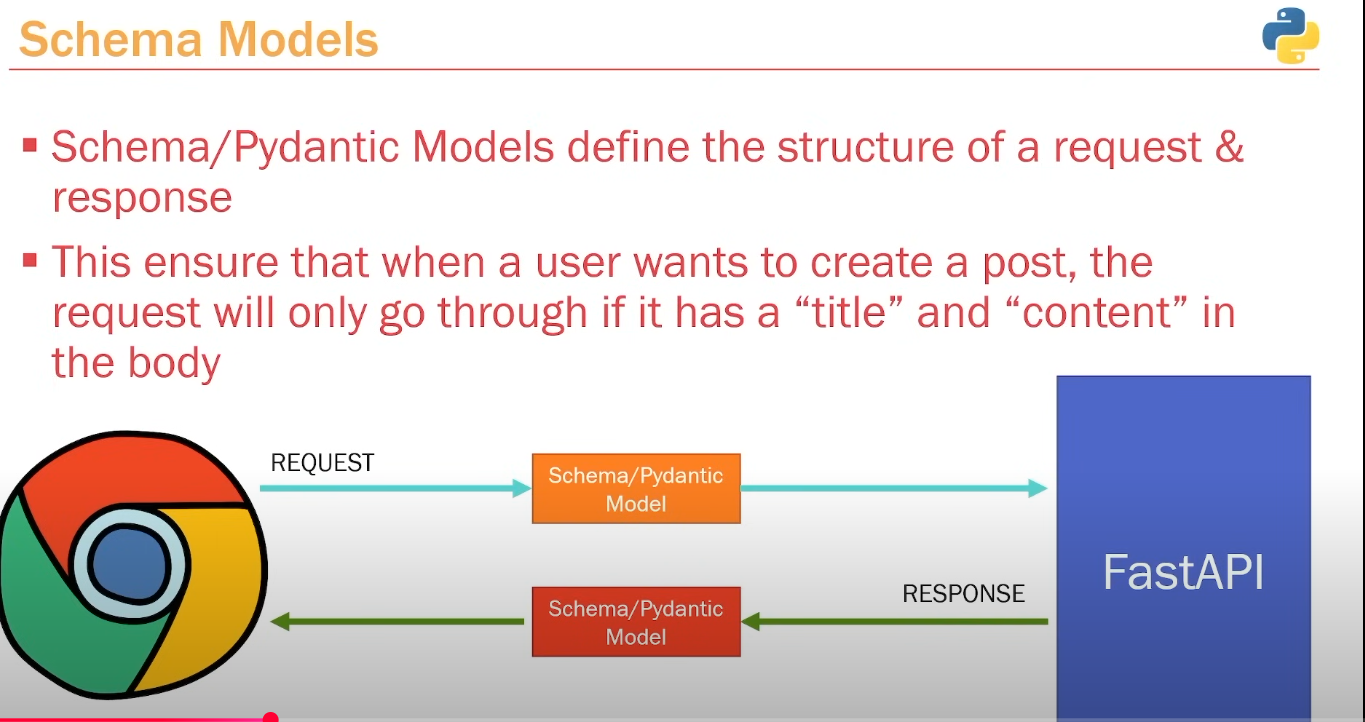 Schema Models
▪ Schema/Pydantic Models define the structure of a request &
response
▪ This ensure that when a user wants to create a post, the
request will only go through if it has a “title” and “content” in
the body
REQUEST
Schema/Pydantic
Model
FastAPI
Schema/Pydantic
Model
RESPONSE